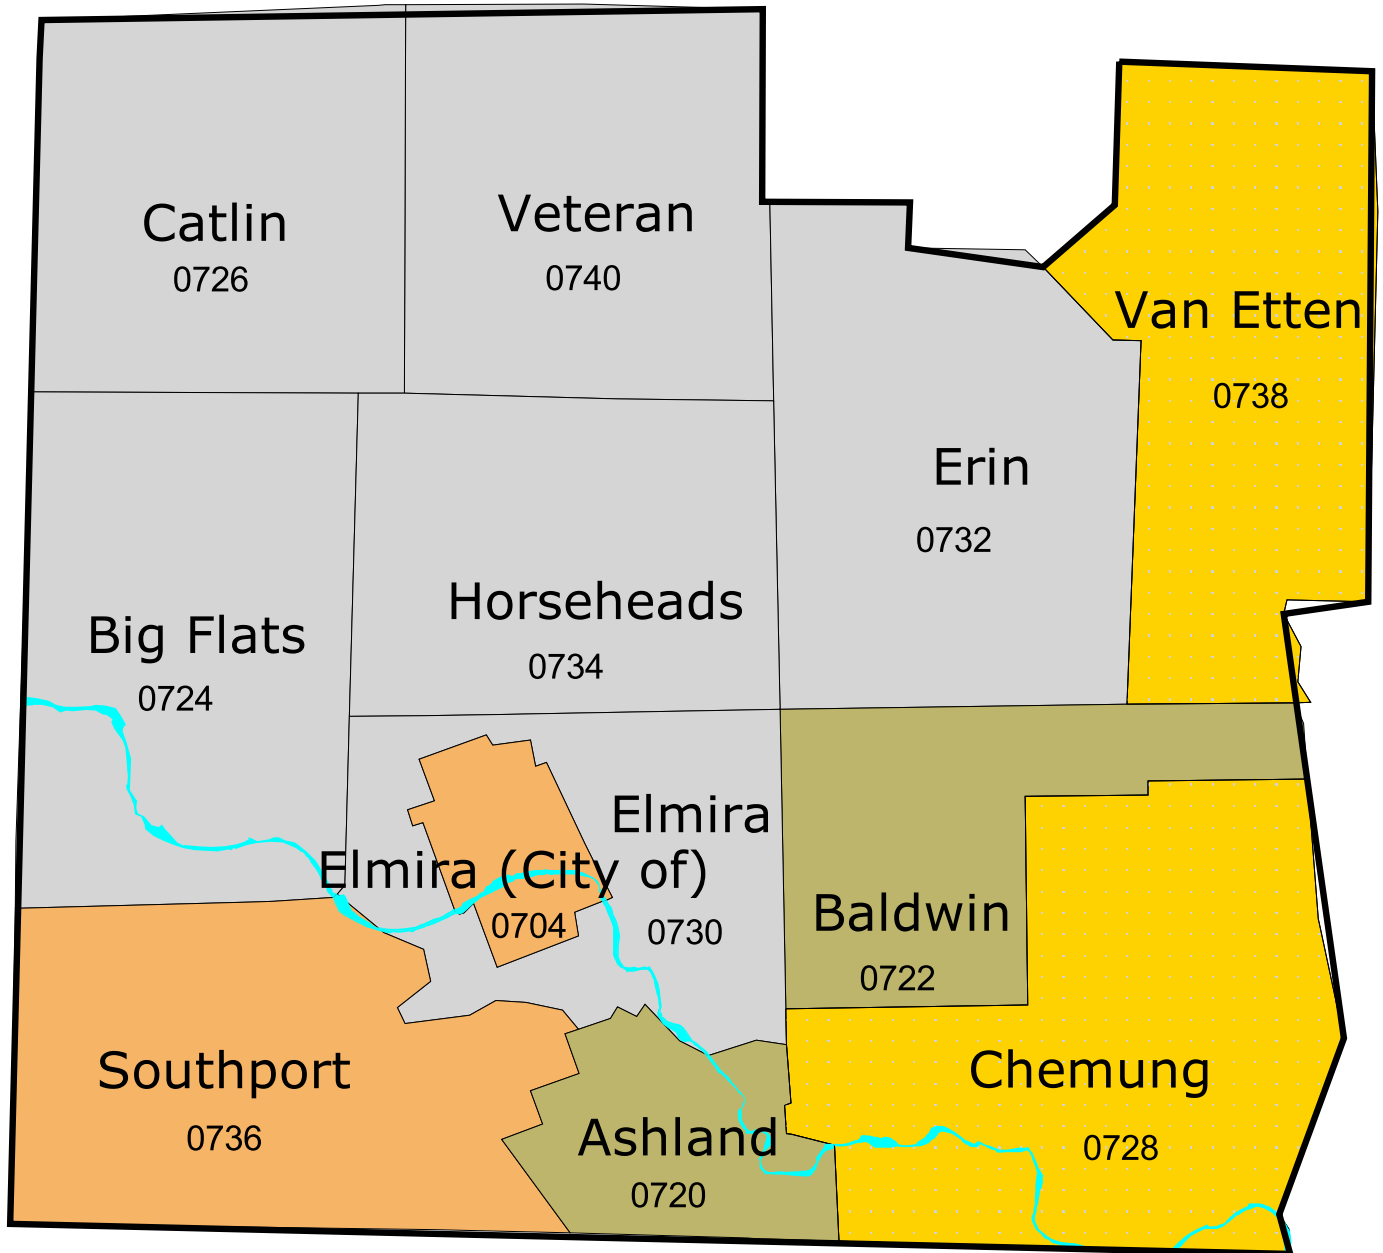 Catlin
0726
Veteran
0740
Van Etten
0738
Erin
0732
Horseheads
0734
Big Flats
0724
Elmira
0730
Elmira (City of)
0704
Baldwin
0722
Southport
0736
Ashland
0720
Chemung
0728